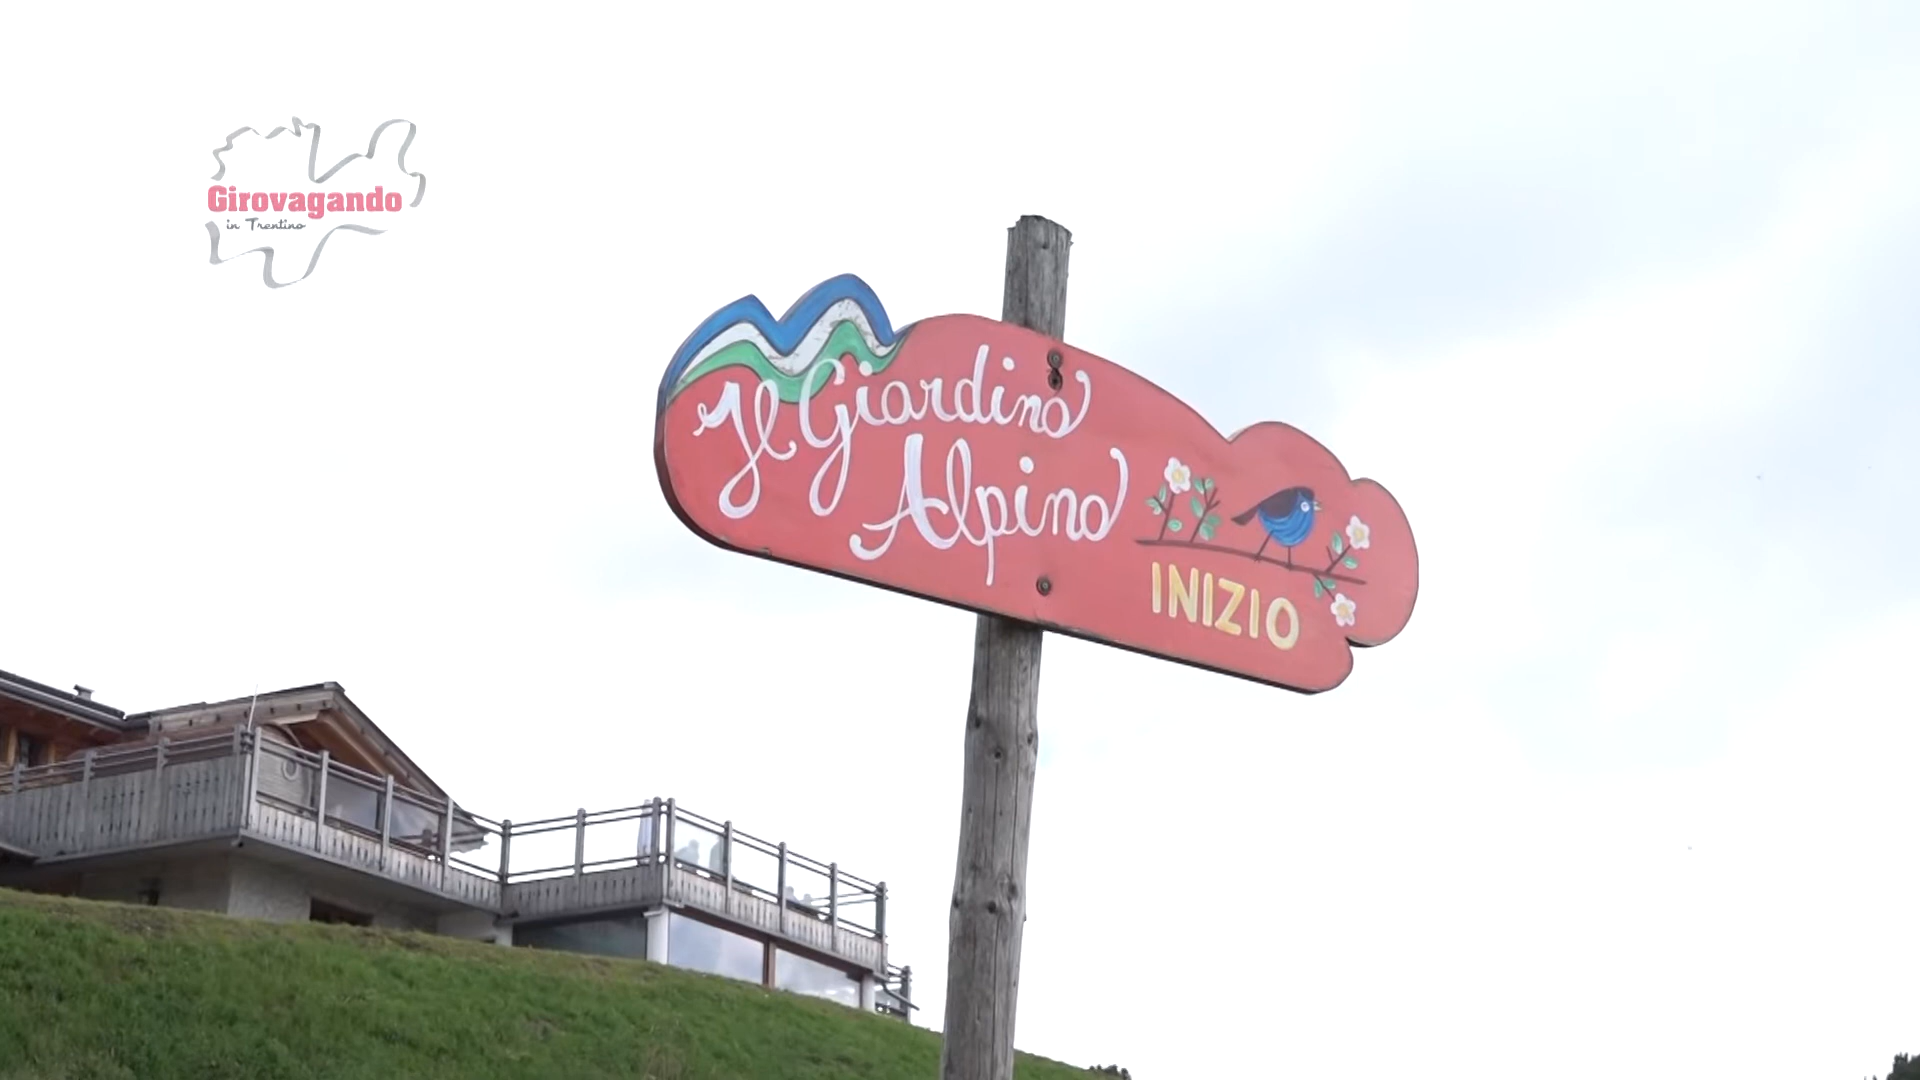 Girovagando
in Trentino
Il Giardino
Alpino
INIZIO